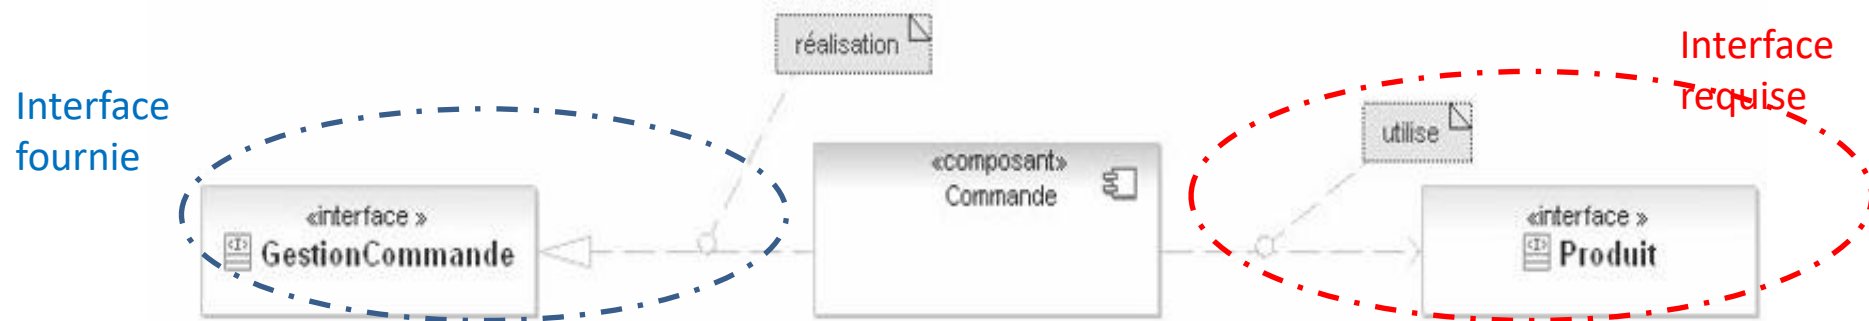 réalisation
Interface
requise
Interface
fournie
utilise
«composant»
Commande
«interface »
GestionCommande
«interface »
Produit